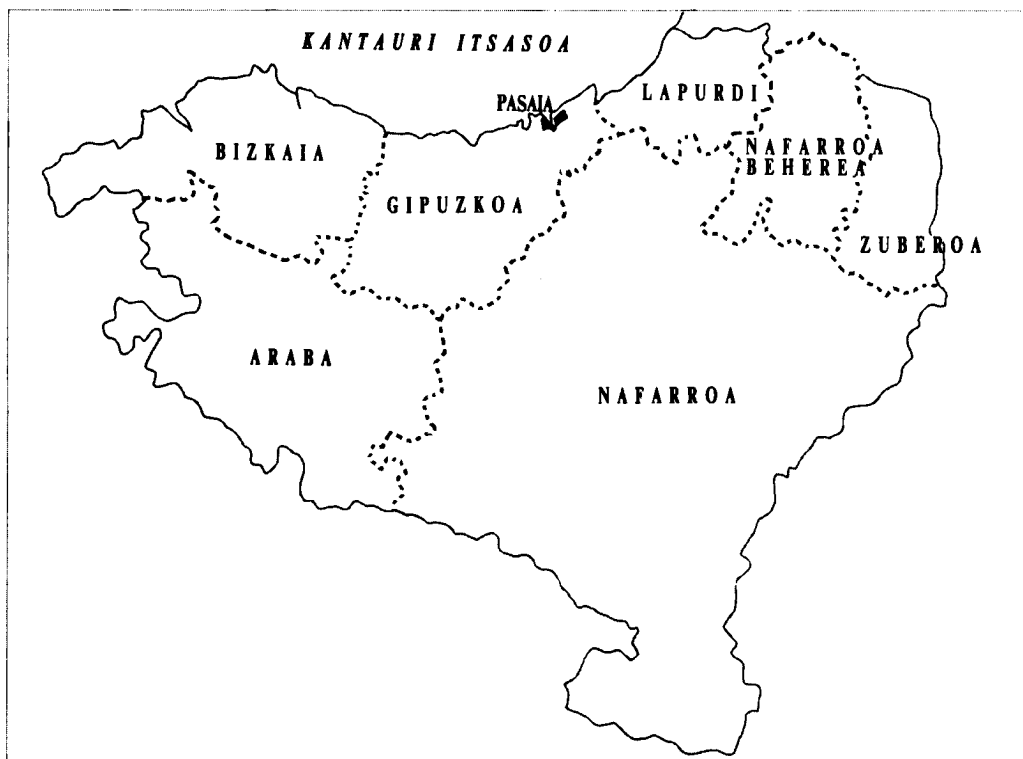 KANTAURI ITSASOA
PASAIA
LAPURDI
BIZKAIA
NAFARROA
BEHEREA
GIPUZKOA
ZUBEROA
ARABA
NAFARROA